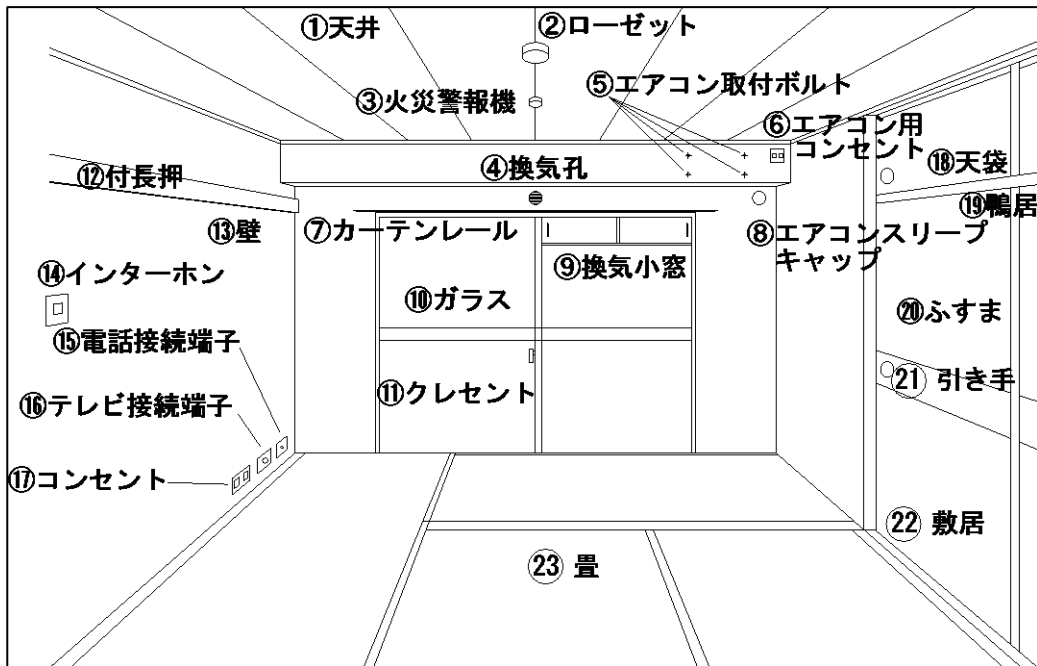 ①天井
②ローゼット
③火災警報機
④換気孔
⑤エアコン取付ボルト
⑥エアコン用
コンセント
⑦カーテンレール
⑧エアコンスリーブ
キャップ
⑨換気小窓
⑩ガラス
⑪クレセント
⑫付長押
⑬壁
⑭インターホン
⑮電話接続端子
⑯テレビ接続端子
⑰コンセント
⑱天袋
⑲鴨居
⑳ふすま
㉑ 引き手
㉒ 敷居
㉓ 畳